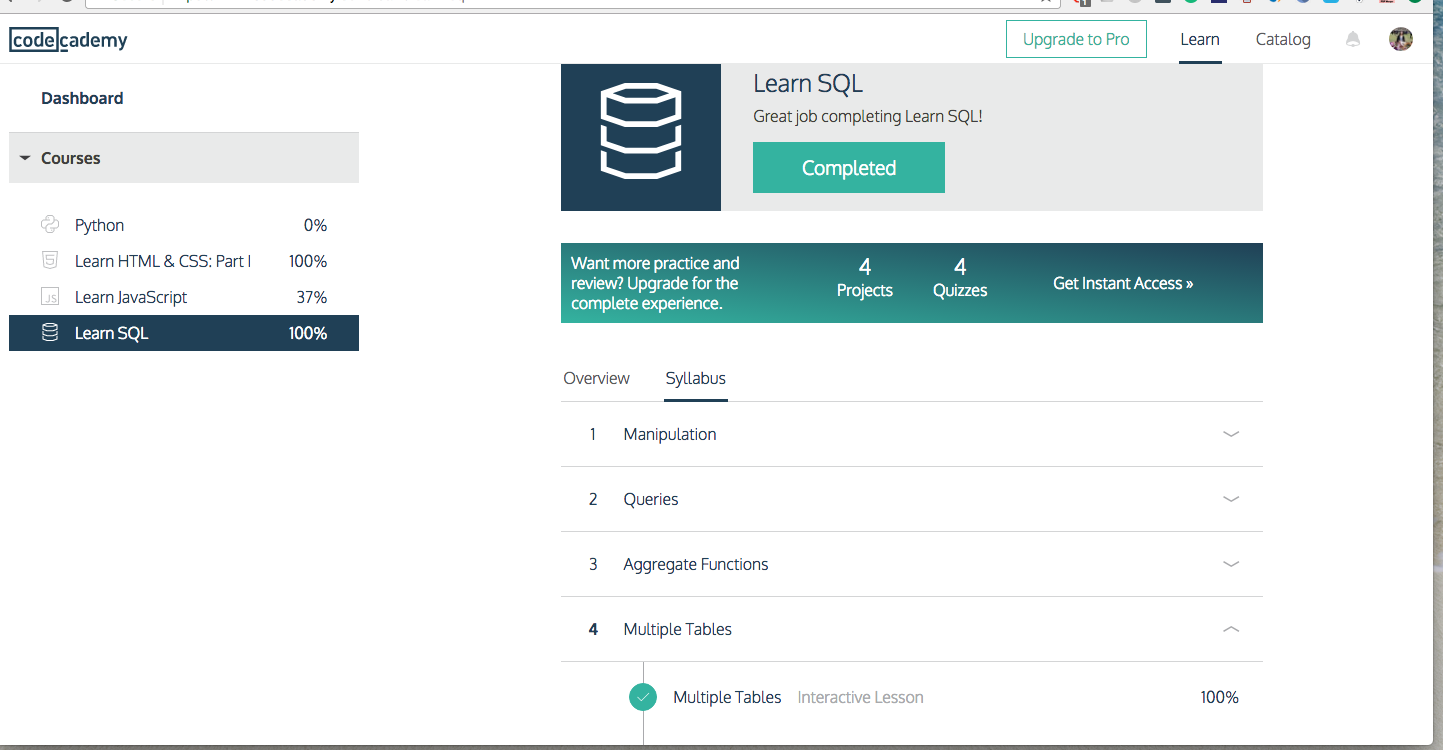 codecademy
Upgrade to Pro
Learn
Catalog
Dashboard
Courses
Python 0%
Learn HTML & CSS: Part I 100%
JS Learn JavaScript 37%
Learn SQL 100%
Learn SQL
Great job completing Learn SQL!
Completed
Want more practice and
review? Upgrade for the
complete experience.
4
Projects
4
Quizzes
Get Instant Access »
Overview
Syllabus
1 Manipulation
2 Queries
3 Aggregate Functions
4 Multiple Tables
Multiple Tables Interactive Lesson 100%